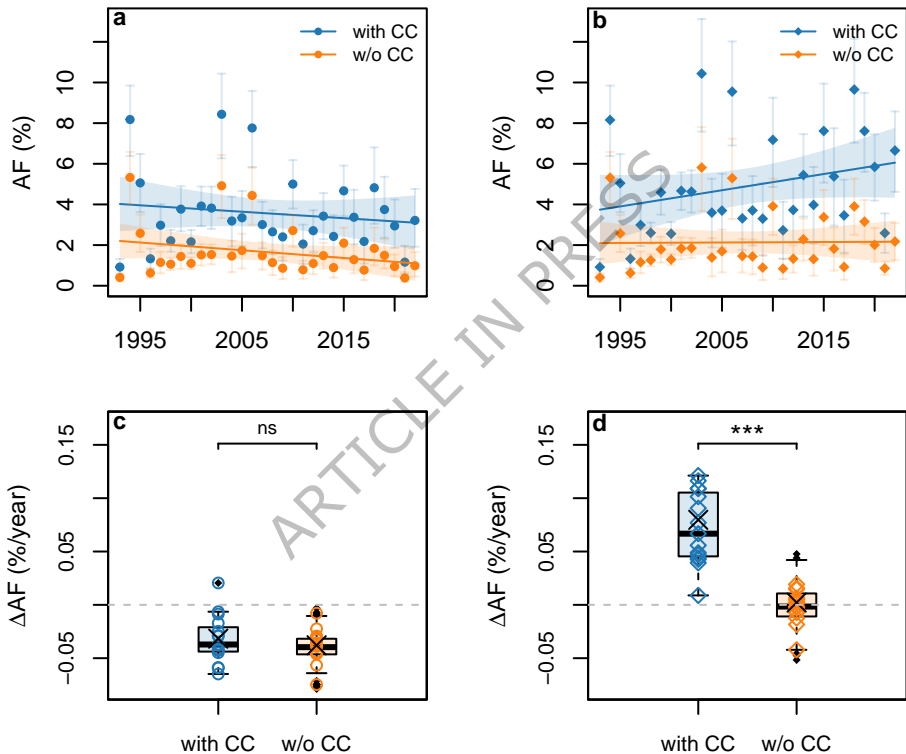 a
with CC
w/o CC
AF (%)
10
8
6
4
2
0
1995
2005
2015
b
with CC
w/o CC
AF (%)
10
8
6
4
2
0
1995
2005
2015
ARTICLE IN PRESS
c
ns
ΔAF (%/year)
0.15
0.05
−0.05
with CC
w/o CC
d
***
ΔAF (%/year)
0.15
0.05
−0.05
with CC
w/o CC